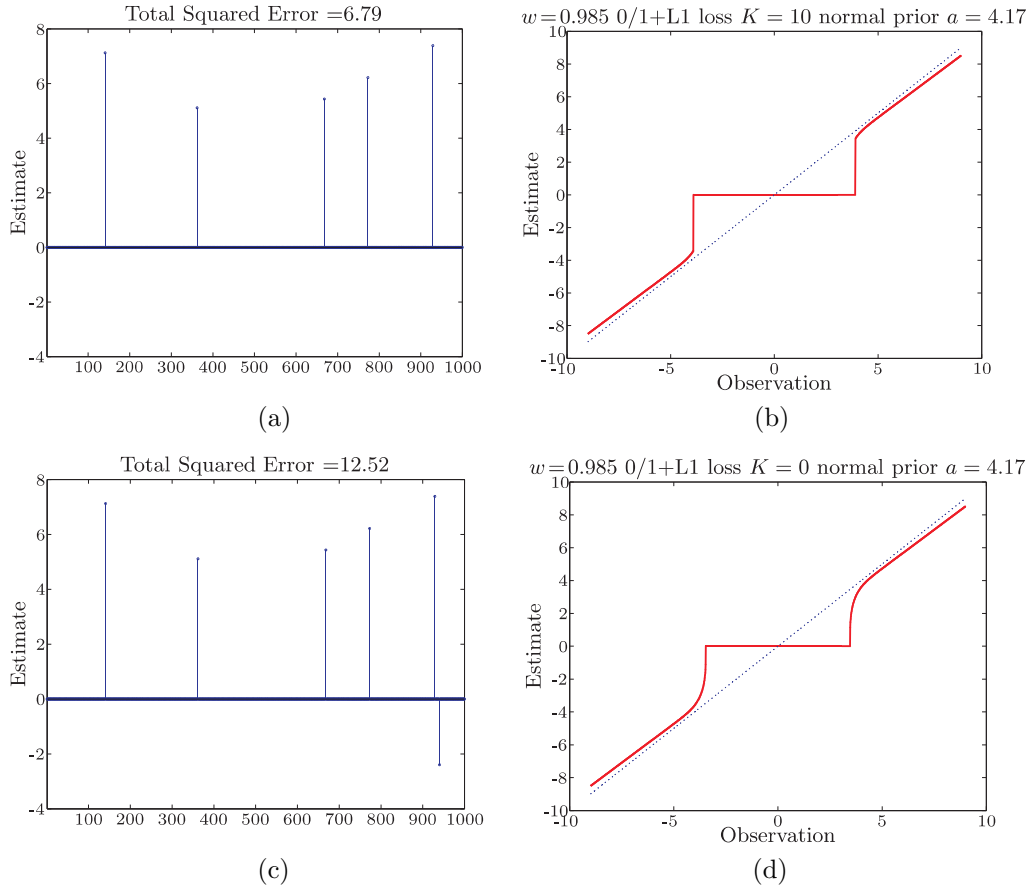 Total Squared Error =6.79
8
6
4
2
0
-2
-4
Estimate
100 200 300 400 500 600 700 800 900 1000
(a)
w=0.985 0/1+L1 loss K = 10 normal prior a = 4.17
10
8
6
4
2
0
-2
-4
-6
-8
-10
Estimate
-10 -5 0 5 10
Observation
(b)
Total Squared Error =12.52
8
6
4
2
0
-2
-4
Estimate
100 200 300 400 500 600 700 800 900 1000
(c)
w=0.985 0/1+L1 loss K = 0 normal prior a = 4.17
10
8
6
4
2
0
-2
-4
-6
-8
-10
Estimate
-10 -5 0 5 10
Observation
(d)